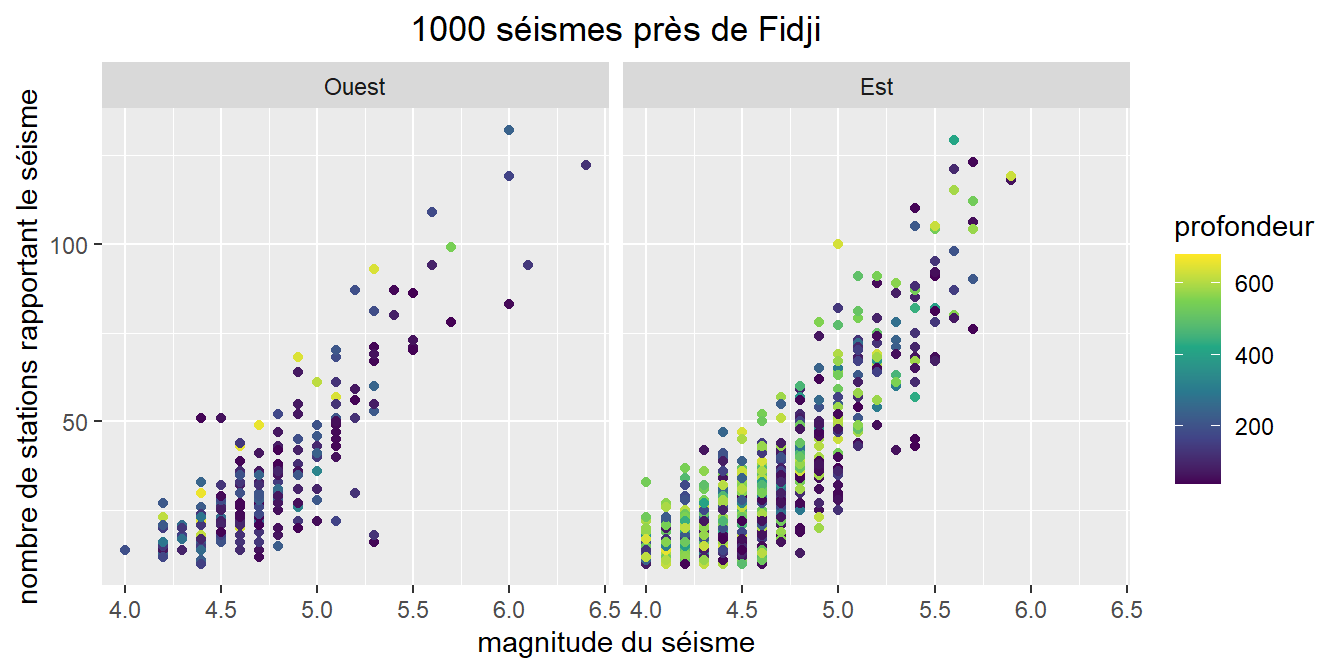 1000 séismes près de Fidji
Ouest
Est
nombre de stations rapportant le séisme
100
50
4.0 4.5 5.0 5.5 6.0 6.5
4.0 4.5 5.0 5.5 6.0 6.5
magnitude du séisme
profondeur
600
400
200